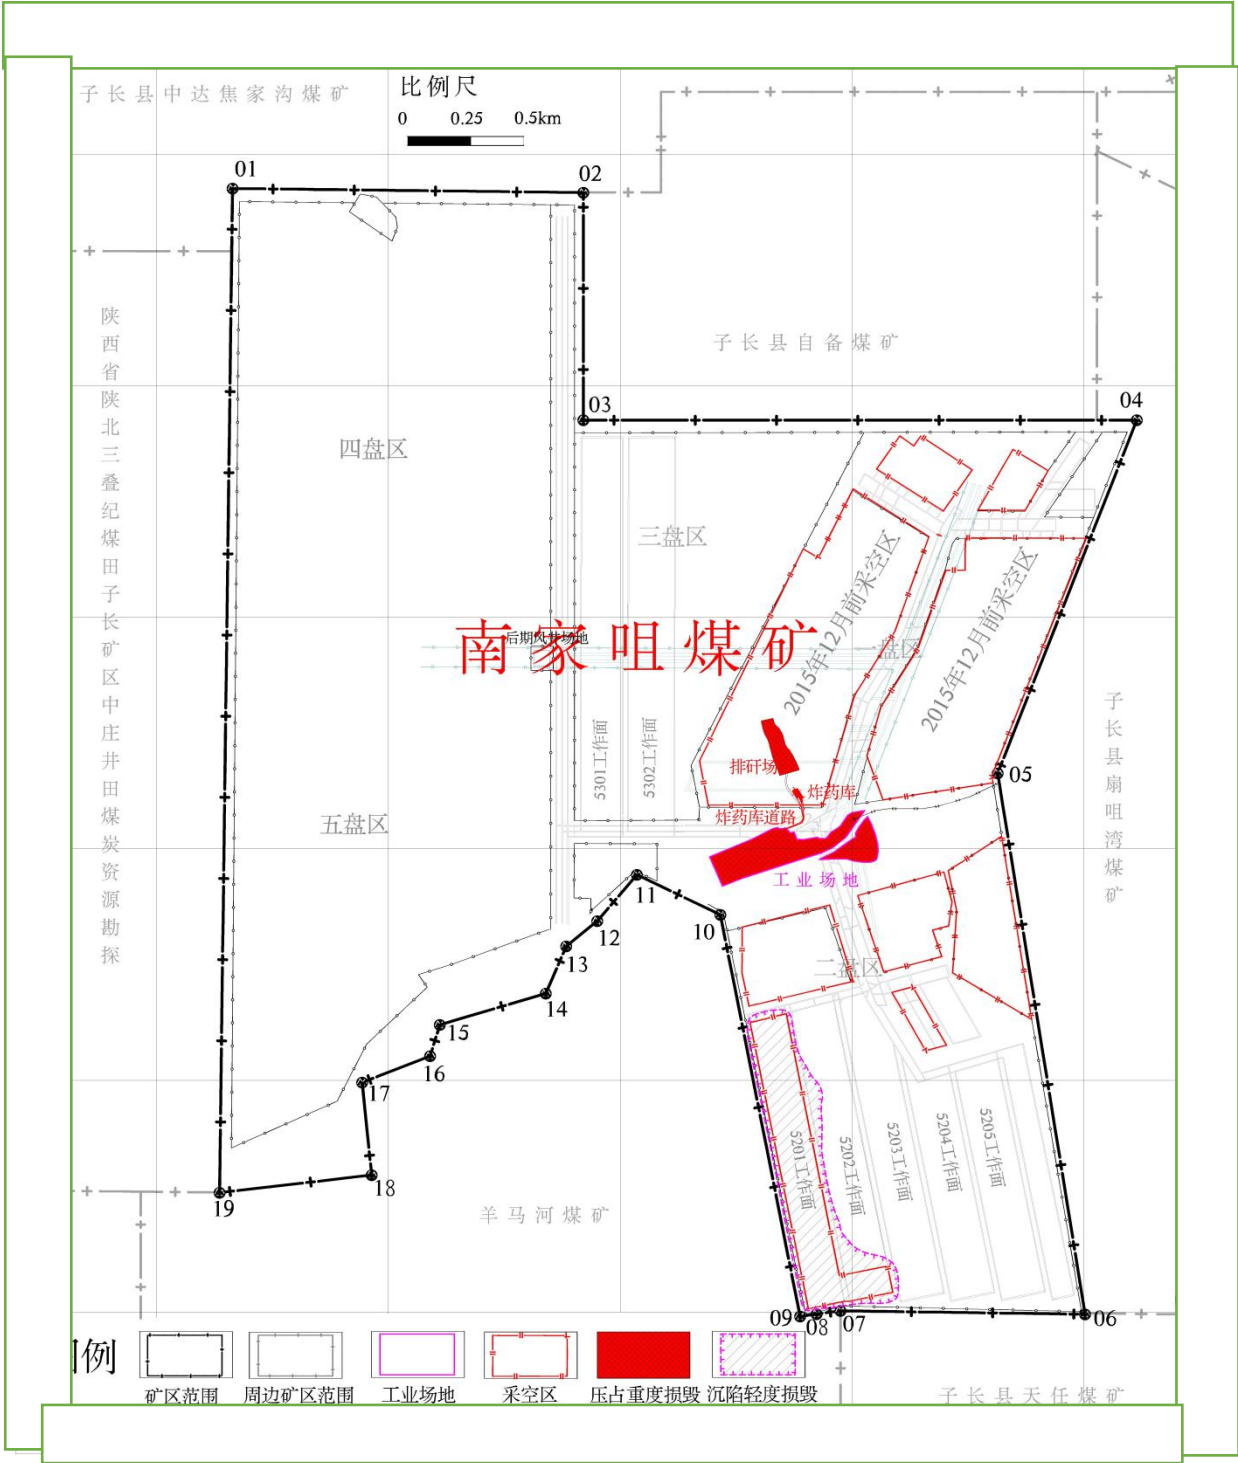 子长县中达焦家沟煤矿
比例尺
0 0.25 0.5km
01
02
陕西省陕北三叠纪煤田子长矿区中庄井田煤炭资源勘探
子长县自备煤矿
03
04
四盘区
三盘区
2015年12月前采空区
2015年12月前采空区
南家咀煤矿
后期风井场地
一盘区
5301工作面
5302工作面
子长县扇咀湾煤矿
排矸场
05
炸药库
炸药库道路
五盘区
工业场地
11
10
12
13
二盘区
14
15
16
17
5201工作面
5202工作面
5203工作面
5204工作面
5205工作面
18
19
羊马河煤矿
09
08
07
06
例
矿区范围 周边矿区范围 工业场地 采空区 压占重度损毁 沉陷轻度损毁
子长县天任煤矿